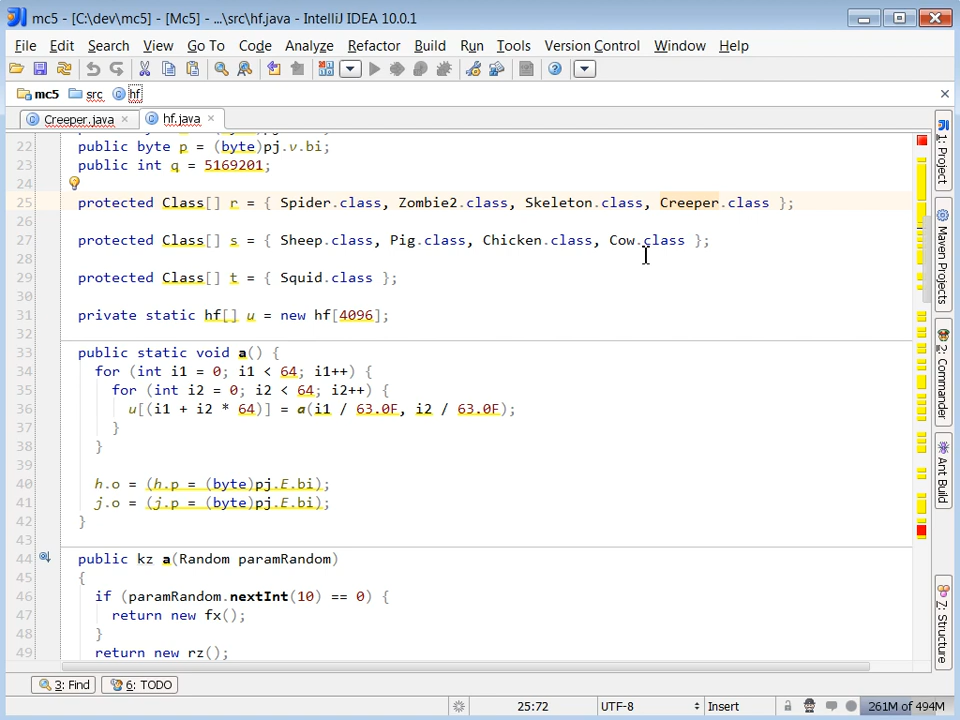 mc5 - [C:\dev\mc5] - [Mc5] - ...\src\hf.java - IntelliJ IDEA 10.0.1
File Edit Search View Go To Code Analyze Refactor Build Run Tools Version Control Window Help
mc5 src hf
Creeper.java hf.java
22 public byte p = (byte)pj.v.bi;
23 public int q = 5169201;
24
25 protected Class[] r = { Spider.class, Zombie2.class, Skeleton.class, Creeper.class };
26
27 protected Class[] s = { Sheep.class, Pig.class, Chicken.class, Cow.class };
28
29 protected Class[] t = { Squid.class };
30
31 private static hf[] u = new hf[4096];
32
33 public static void a() {
34 for (int i1 = 0; i1 < 64; i1++) {
35 for (int i2 = 0; i2 < 64; i2++) {
36 u[(i1 + i2 * 64)] = a(i1 / 63.0F, i2 / 63.0F);
37 }
38 }
39
40 h.o = (h.p = (byte)pj.E.bi);
41 j.o = (j.p = (byte)pj.E.bi);
42 }
43
44 public kz a(Random paramRandom)
45 {
46 if (paramRandom.nextInt(10) == 0) {
47 return new fx();
48 }
49 return new rz();
1: Project
Maven Projects
2: Commander
Ant Build
7: Structure
3: Find 6: TODO
25:72 UTF-8 Insert 261M of 494M